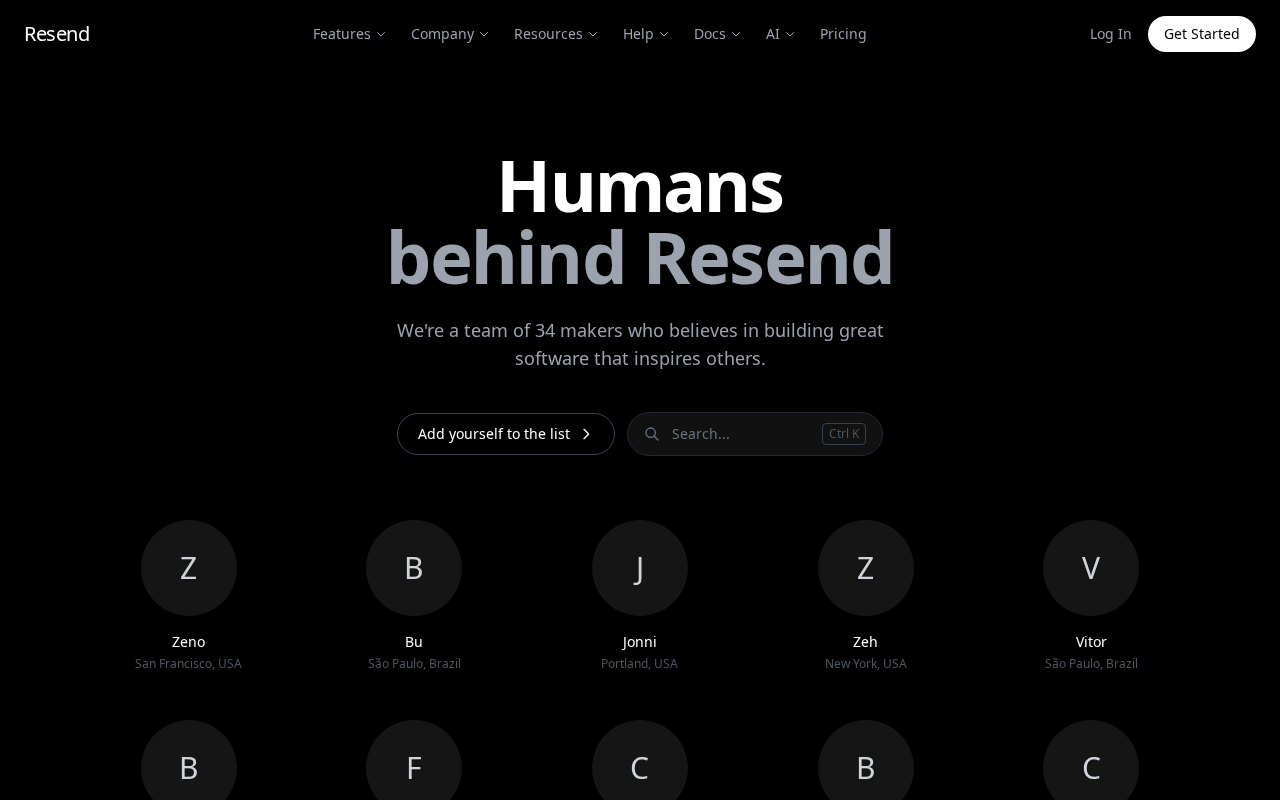 Resend
Features
Company
Resources
Help
Docs
AI
Pricing
Log In
Get Started
Humans
behind Resend
We're a team of 34 makers who believes in building great
software that inspires others.
Add yourself to the list
Search...
Ctrl K
Z
B
J
Z
V
Zeno
Bu
Jonni
Zeh
Vitor
San Francisco, USA
São Paulo, Brazil
Portland, USA
New York, USA
São Paulo, Brazil
B
F
C
B
C